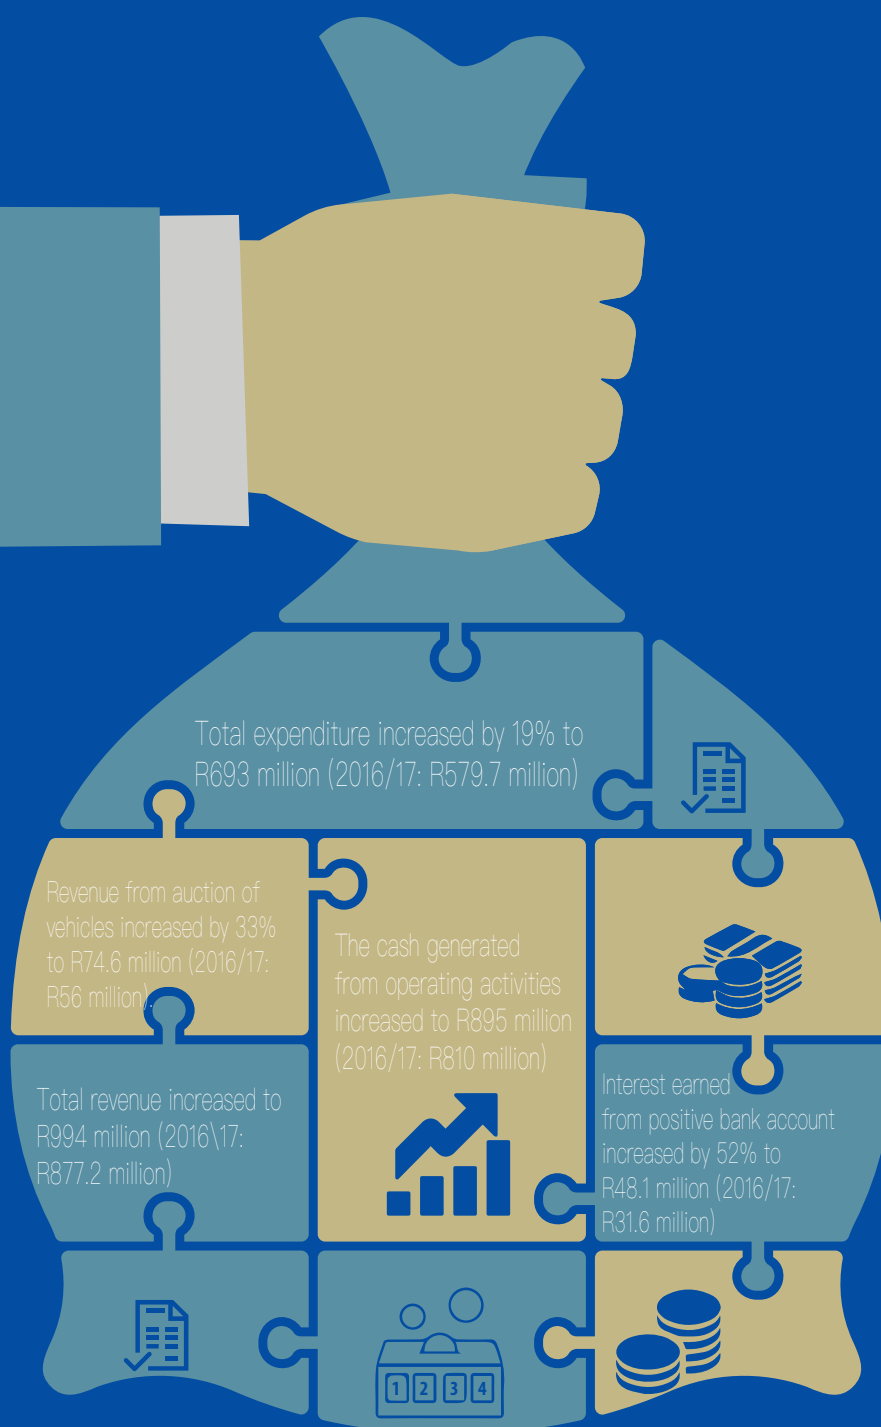 Total expenditure increased by 19% to
R693 million (2016/17: R579.7 million)
Revenue from auction of
vehicles increased by 33%
to R74.6 million (2016/17:
R56 million).
The cash generated
from operating activities
increased to R895 million
(2016/17: R810 million)
Total revenue increased to
R994 million (2016\17:
R877.2 million)
Interest earned
from positive bank account
increased by 52% to
R48.1 million (2016/17:
R31.6 million)
1 2 3 4